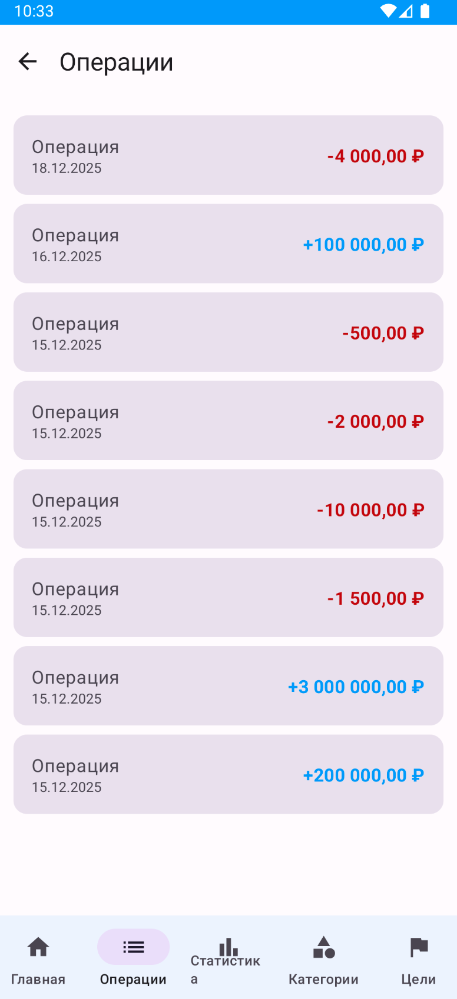 10:33
Операции
Операция
18.12.2025
-4 000,00 ₽
Операция
16.12.2025
+100 000,00 ₽
Операция
15.12.2025
-500,00 ₽
Операция
15.12.2025
-2 000,00 ₽
Операция
15.12.2025
-10 000,00 ₽
Операция
15.12.2025
-1 500,00 ₽
Операция
15.12.2025
+3 000 000,00 ₽
Операция
15.12.2025
+200 000,00 ₽
Главная
Операции
Статистик
а
Категории
Цели